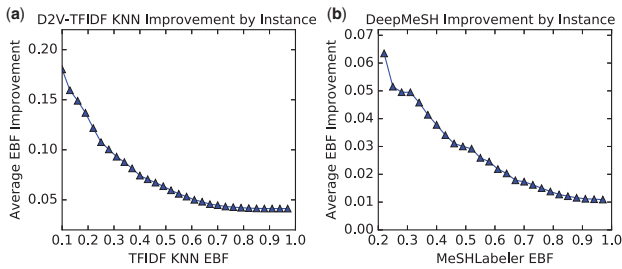 (a) D2V-TFIDF KNN Improvement by Instance
Average EBF Improvement
0.20
0.15
0.10
0.05
0.1 0.2 0.3 0.4 0.5 0.6 0.7 0.8 0.9 1.0
TFIDF KNN EBF
(b) DeepMeSH Improvement by Instance
Average EBF Improvement
0.07
0.06
0.05
0.04
0.03
0.02
0.01
0.00
0.2 0.3 0.4 0.5 0.6 0.7 0.8 0.9 1.0
MeSHLabeler EBF